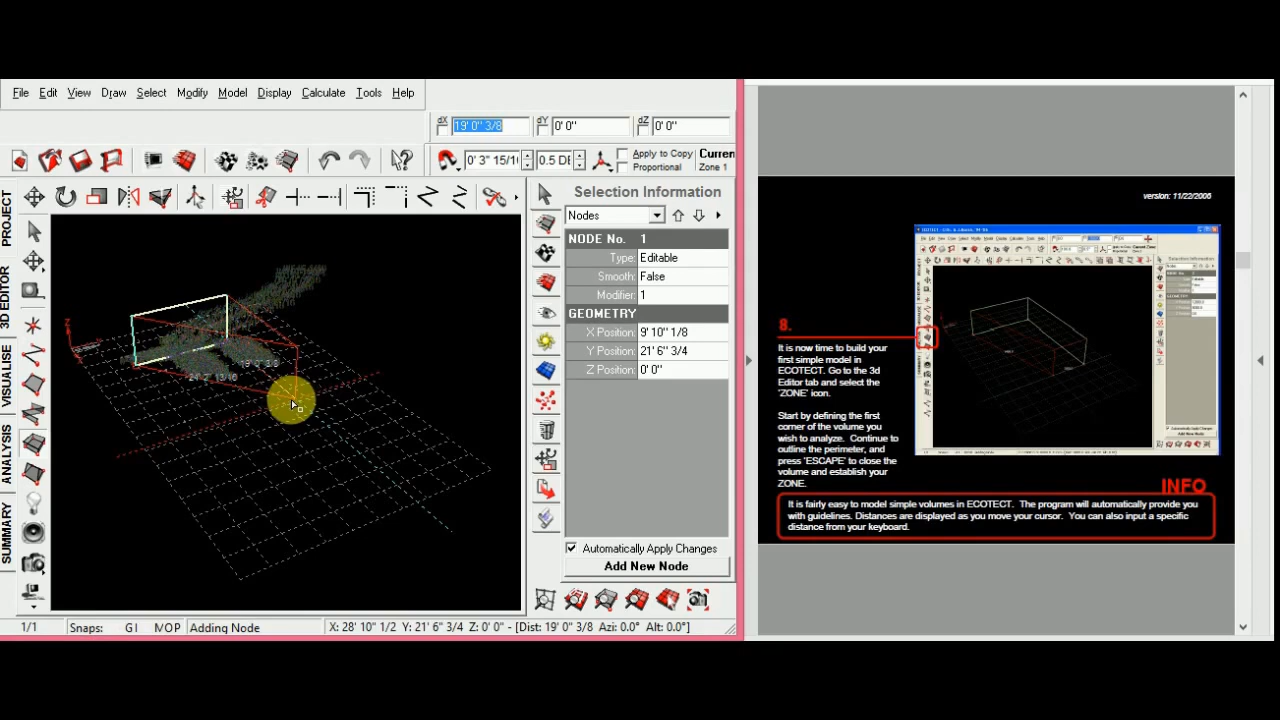 File Edit View Draw Select Modify Model Display Calculate Tools Help
dX 19' 0" 3/8 dY 0' 0" dZ 0' 0"
0' 3" 15/1 0.5 DE Apply to Copy
Proportional
Curren
Zone 1
PROJECT
3D EDITOR
VISUALISE
ANALYSIS
SUMMARY
Z
Selection Information
Nodes
NODE No. 1
Type: Editable
Smooth: False
Modifier: 1
GEOMETRY
X Position: 9' 10" 1/8
Y Position: 21' 6" 3/4
Z Position: 0' 0"
Automatically Apply Changes
Add New Node
1/1 Snaps: GI MOP Adding Node X: 28' 10" 1/2 Y: 21' 6" 3/4 Z: 0' 0" - [Dist: 19' 0" 3/8 Azi: 0.0° Alt: 0.0°]
version: 11/22/2006
8.
It is now time to build your
first simple model in
ECOTECT. Go to the 3d
Editor tab and select the
'ZONE' icon.
Start by defining the first
corner of the volume you
wish to analyze. Continue to
outline the perimeter, and
press 'ESCAPE' to close the
volume and establish your
ZONE.
INFO
It is fairly easy to model simple volumes in ECOTECT. The program will automatically provide you
with guidelines. Distances are displayed as you move your cursor. You can also input a specific
distance from your keyboard.